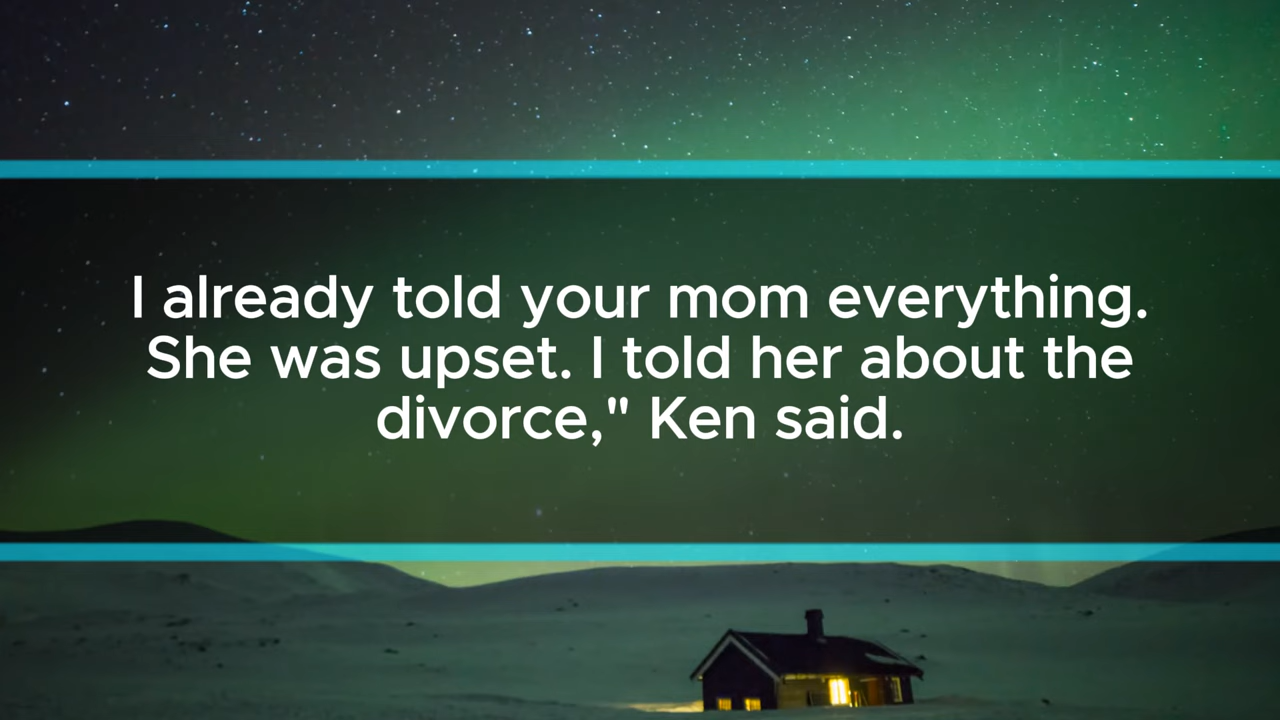 I already told your mom everything.
She was upset. I told her about the
divorce," Ken said.